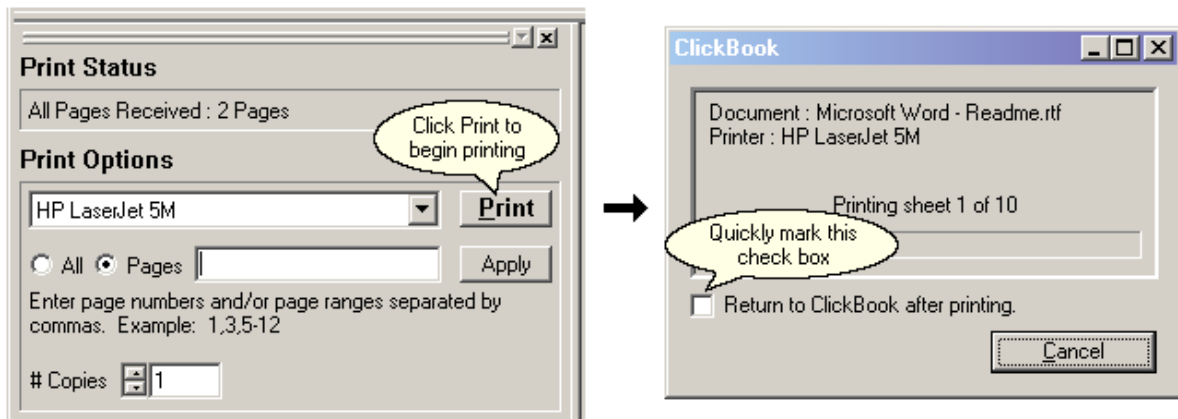 Print Status
All Pages Received : 2 Pages
Click Print to
begin printing
Print Options
HP LaserJet 5M
Print
All
Pages
Apply
Enter page numbers and/or page ranges separated by
commas. Example: 1,3,5-12
# Copies
1
ClickBook
Document : Microsoft Word - Readme.rtf
Printer : HP LaserJet 5M
Printing sheet 1 of 10
Quickly mark this
check box
Return to ClickBook after printing.
Cancel